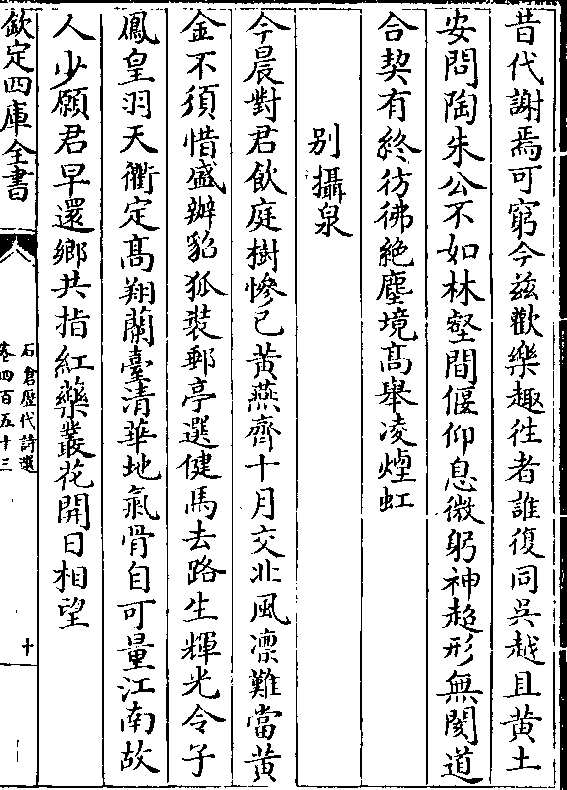 昔代謝焉可窮今兹歡樂趣往者誰復同吳越且黄土
安問陶朱公不如林壑間偃仰息微躬神超形無閡道
合契有終彷彿絶塵境髙舉凌煙虹
别攝泉
今晨對君飲庭樹慘已黄燕齊十月交北風凛難當黄
金不須惜盛辦貂狐裝郵亭選健馬去路生輝光令子
鳳皇羽天衢定髙翔蘭臺清華地氣骨自可量江南故
人少願君早還鄉共指紅藥叢花開日相望
欽定四庫全書
石倉歷代詩選
卷四百五十三
十